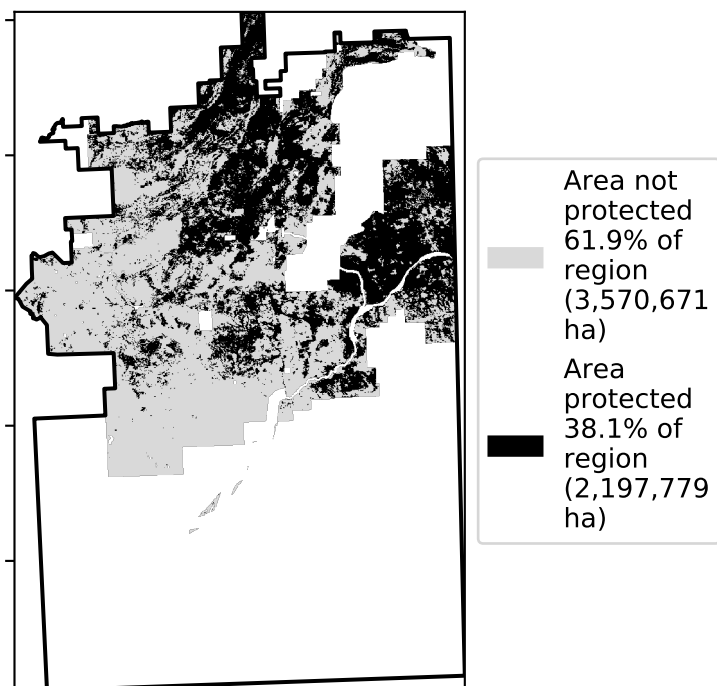 Area not
protected
61.9% of
region
(3,570,671
ha)
Area
protected
38.1% of
region
(2,197,779
ha)